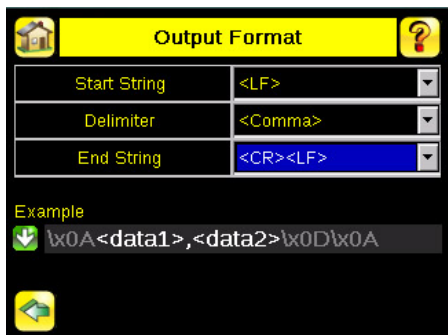 Output Format
Start String <LF>
Delimiter <Comma>
End String <CR><LF>
Example
\x0A<data1>,<data2>\x0D\x0A